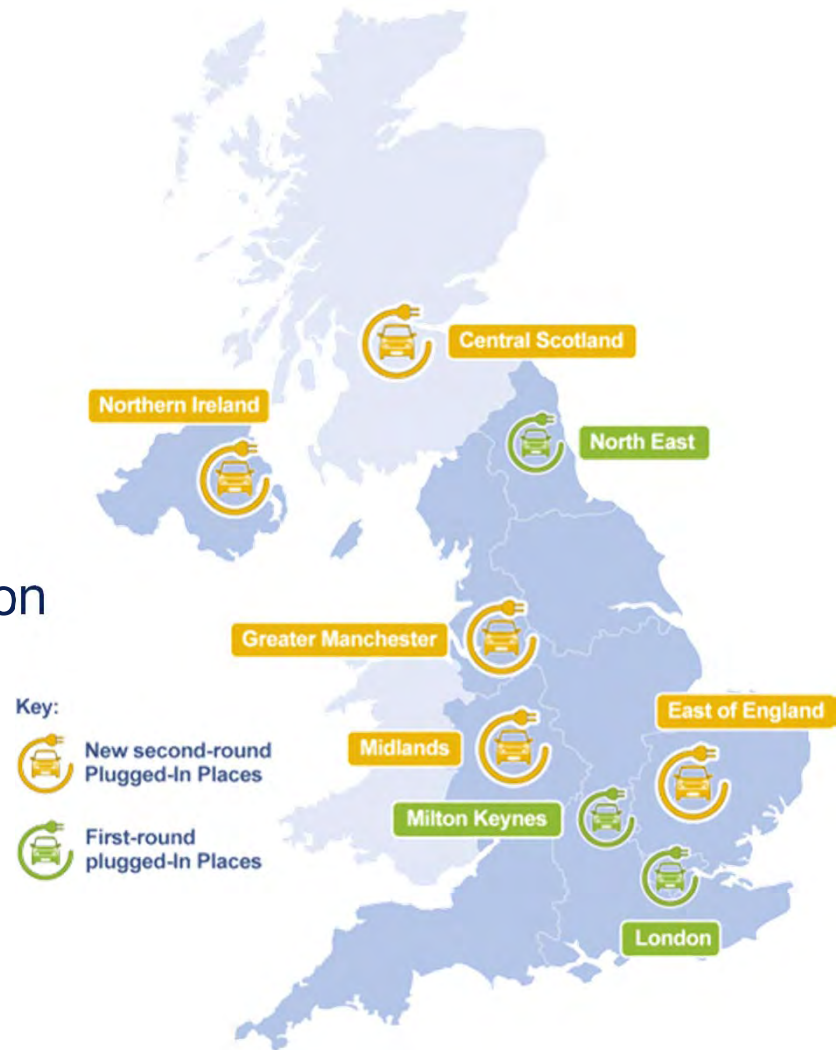 Central Scotland
Northern Ireland
North East
on
Greater Manchester
Key:
East of England
New second-round
Plugged-In Places
Midlands
Milton Keynes
First-round
plugged-In Places
London